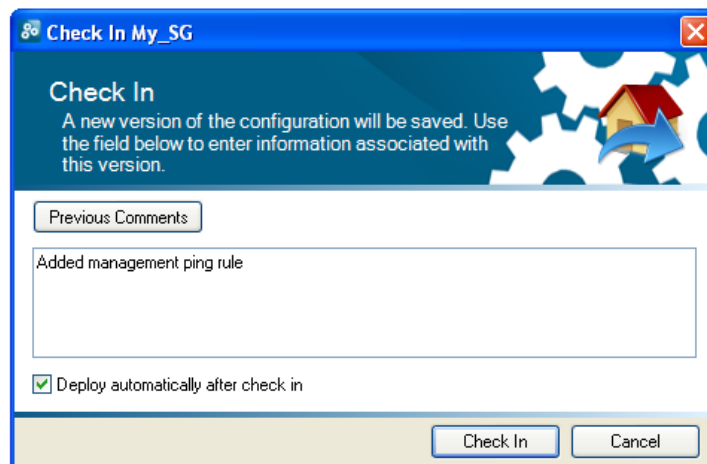 Check In My_SG
Check In
A new version of the configuration will be saved. Use
the field below to enter information associated with
this version.
Previous Comments
Added management ping rule
Deploy automatically after check in
Check In Cancel